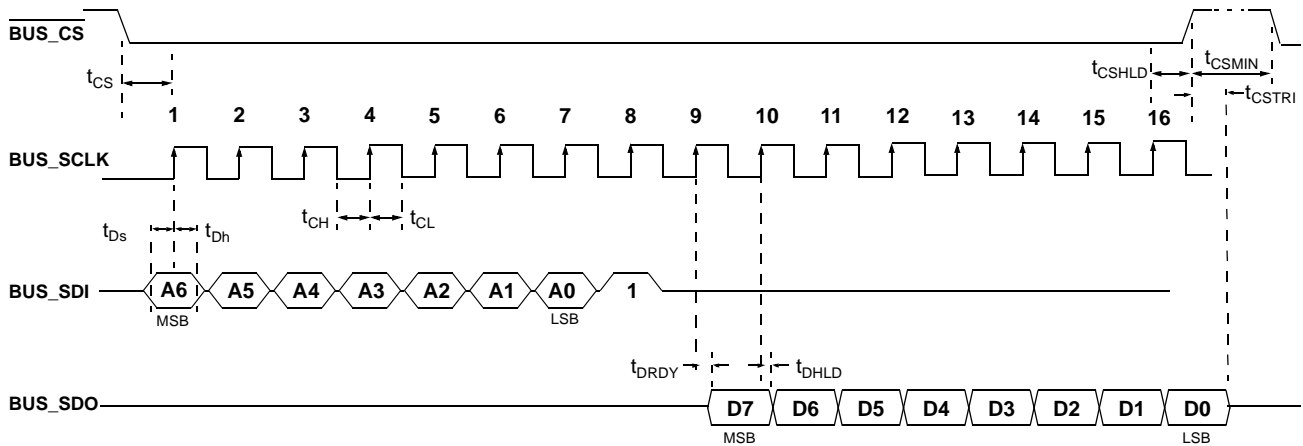 BUS_CS
tCS
tCSHLD
tCSMIN
tCSTRI
1 2 3 4 5 6 7 8 9 10 11 12 13 14 15 16
BUS_SCLK
tCH
tCL
tDs
tDh
BUS_SDI
A6 A5 A4 A3 A2 A1 A0 1
MSB LSB
tDRDY
tDHLD
BUS_SDO
D7 D6 D5 D4 D3 D2 D1 D0
MSB LSB